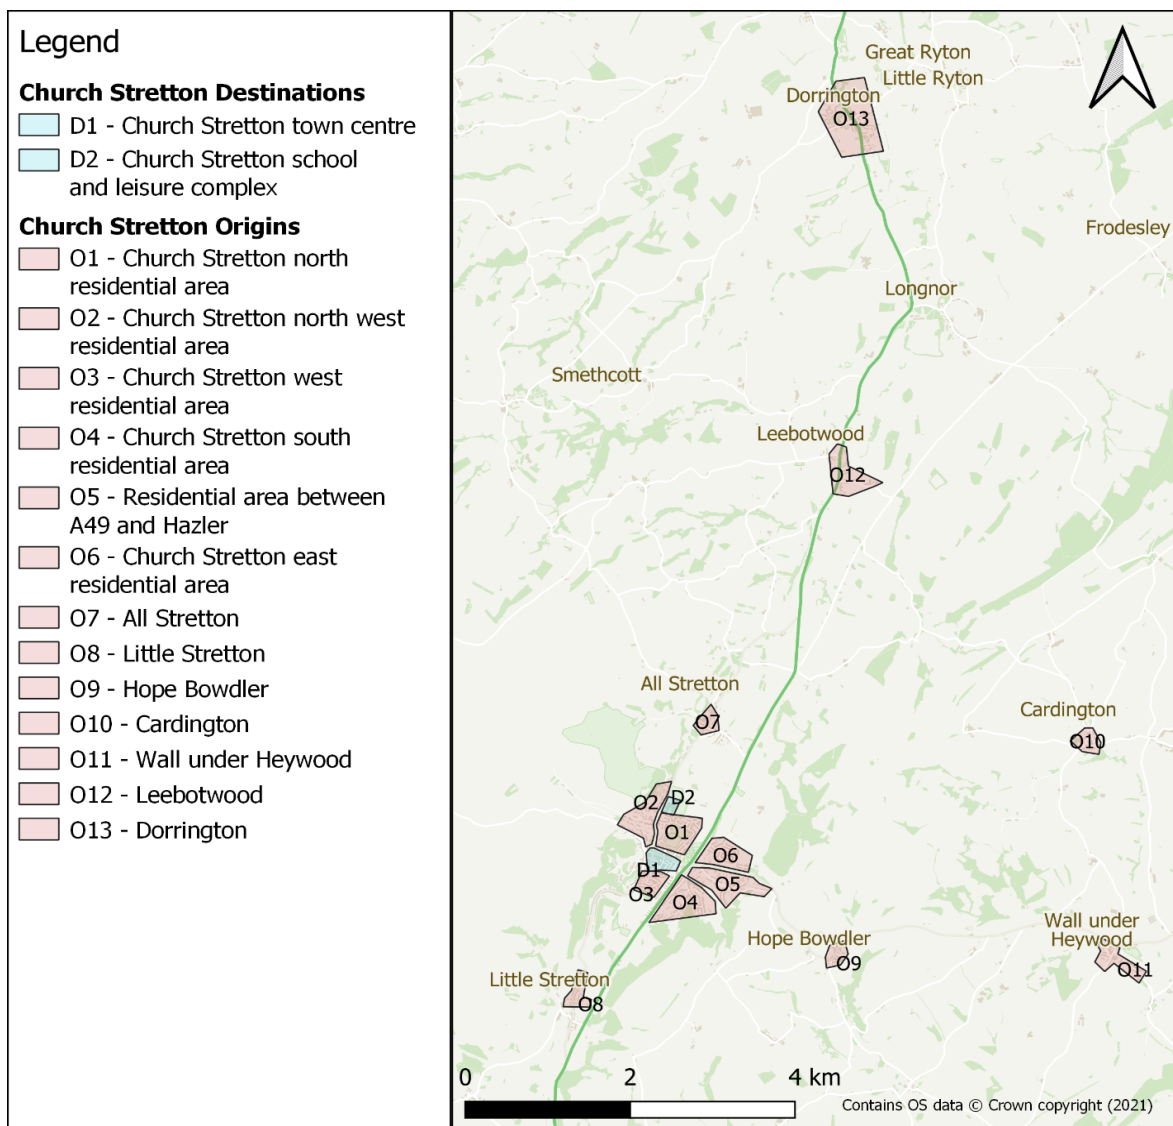 Legend
Church Stretton Destinations
D1 - Church Stretton town centre
D2 - Church Stretton school
and leisure complex
Church Stretton Origins
O1 - Church Stretton north
residential area
O2 - Church Stretton north west
residential area
O3 - Church Stretton west
residential area
O4 - Church Stretton south
residential area
O5 - Residential area between
A49 and Hazler
O6 - Church Stretton east
residential area
O7 - All Stretton
O8 - Little Stretton
O9 - Hope Bowdler
O10 - Cardington
O11 - Wall under Heywood
O12 - Leebotwood
O13 - Dorrington
Great Ryton
Little Ryton
Dorrington
O13
Frodesley
Longnor
Smethcott
Leebotwood
O12
All Stretton
O7
Cardington
O10
D2
O2
O1
O6
D1
O5
O3
O4
Wall under
Heywood
Hope Bowdler
O9
O11
Little Stretton
O8
0 2 4 km
Contains OS data © Crown copyright (2021)